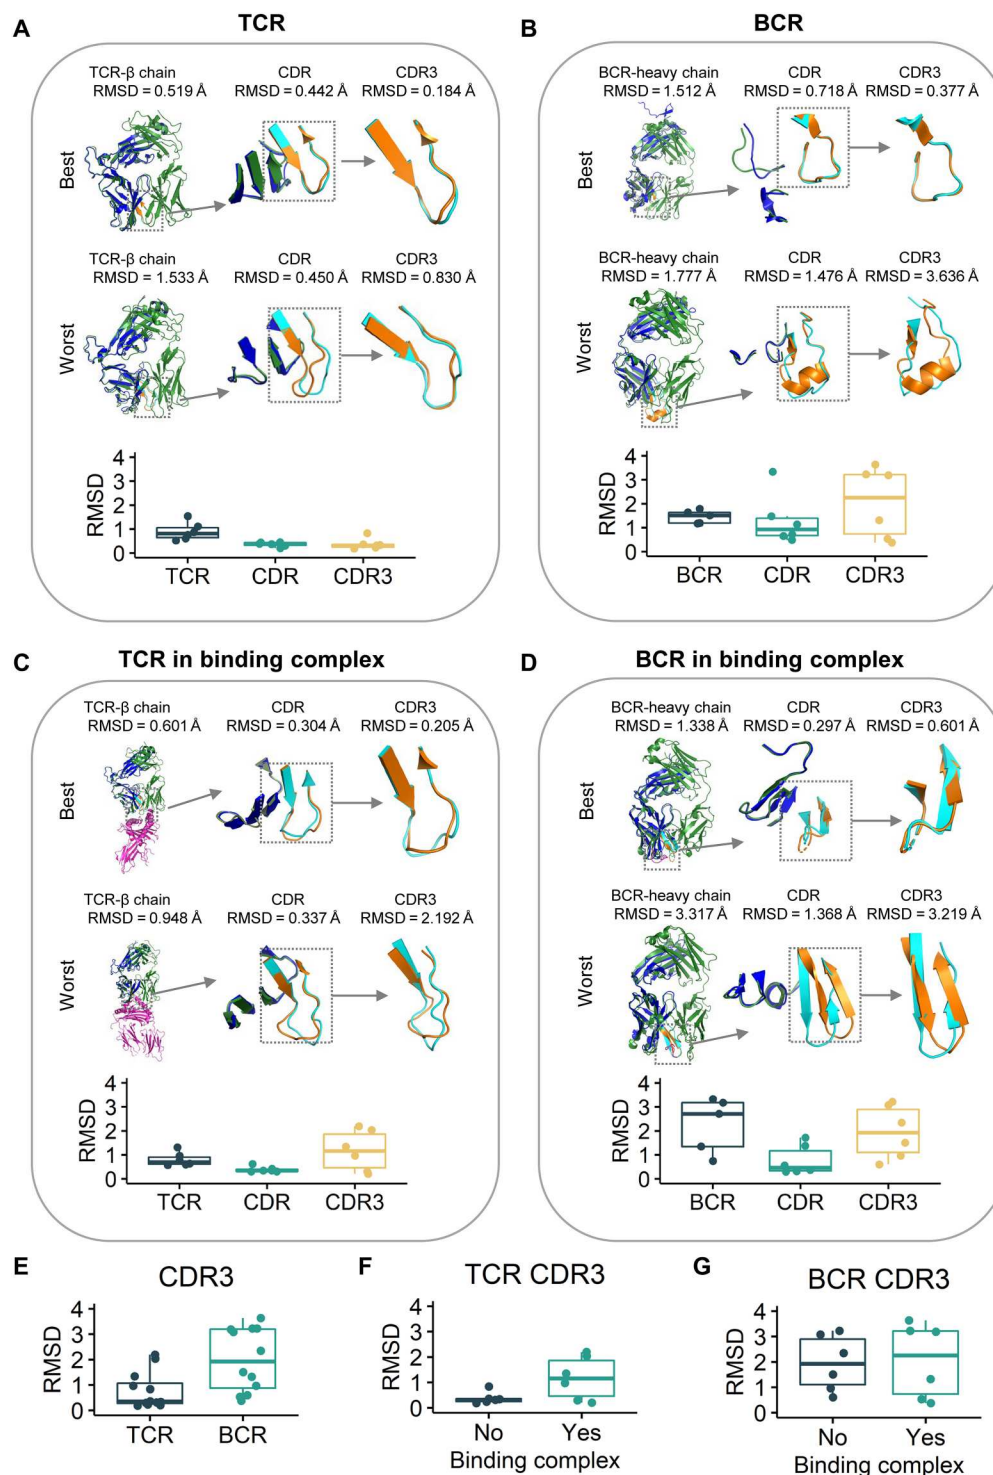 A
TCR
TCR-β chain
RMSD = 0.519 Å
CDR
RMSD = 0.442 Å
CDR3
RMSD = 0.184 Å
Best
TCR-β chain
RMSD = 1.533 Å
CDR
RMSD = 0.450 Å
CDR3
RMSD = 0.830 Å
Worst
RMSD
4
3
2
1
0
TCR
CDR
CDR3
B
BCR
BCR-heavy chain
RMSD = 1.512 Å
CDR
RMSD = 0.718 Å
CDR3
RMSD = 0.377 Å
Best
BCR-heavy chain
RMSD = 1.777 Å
CDR
RMSD = 1.476 Å
CDR3
RMSD = 3.636 Å
Worst
RMSD
4
3
2
1
0
BCR
CDR
CDR3
C
TCR in binding complex
TCR-β chain
RMSD = 0.601 Å
CDR
RMSD = 0.304 Å
CDR3
RMSD = 0.205 Å
Best
TCR-β chain
RMSD = 0.948 Å
CDR
RMSD = 0.337 Å
CDR3
RMSD = 2.192 Å
Worst
RMSD
4
3
2
1
0
TCR
CDR
CDR3
D
BCR in binding complex
BCR-heavy chain
RMSD = 1.338 Å
CDR
RMSD = 0.297 Å
CDR3
RMSD = 0.601 Å
Best
BCR-heavy chain
RMSD = 3.317 Å
CDR
RMSD = 1.368 Å
CDR3
RMSD = 3.219 Å
Worst
RMSD
4
3
2
1
0
BCR
CDR
CDR3
E
CDR3
RMSD
4
3
2
1
0
TCR
BCR
F
TCR CDR3
RMSD
4
3
2
1
0
No
Yes
Binding complex
G
BCR CDR3
RMSD
4
3
2
1
0
No
Yes
Binding complex